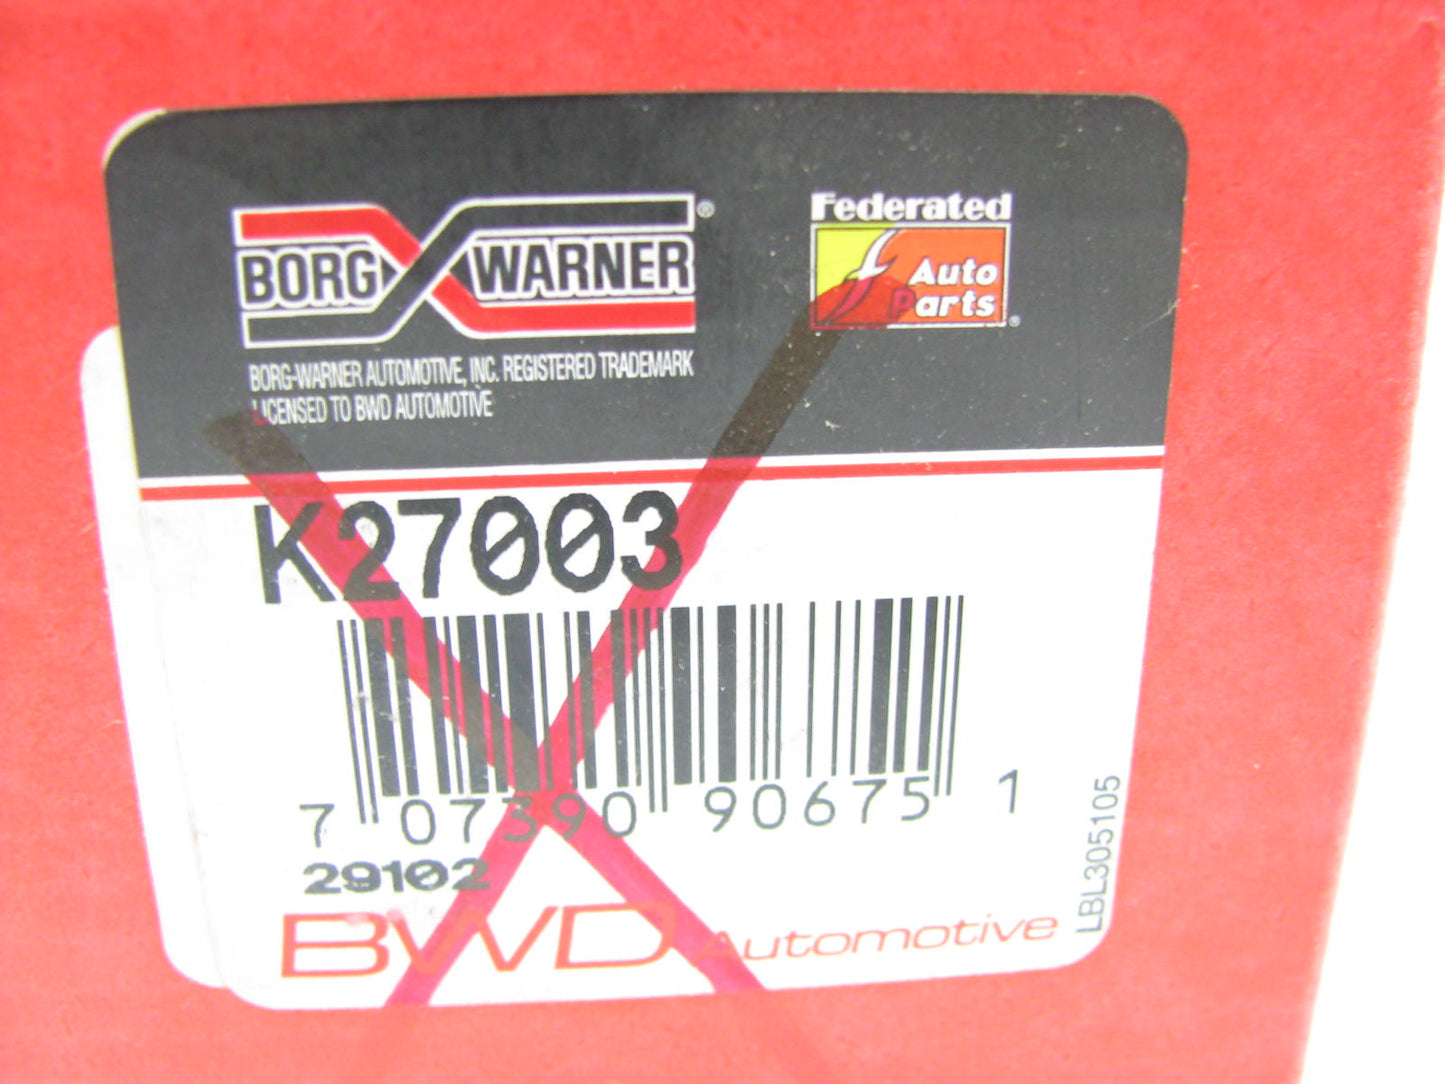 BORG WARNER ®
BORG-WARNER AUTOMOTIVE, INC. REGISTERED TRADEMARK
LICENSED TO BWD AUTOMOTIVE
Federated
Auto
Parts ®
K27003
7 07390 90675 1
29102
BWD Automotive
LBL305105